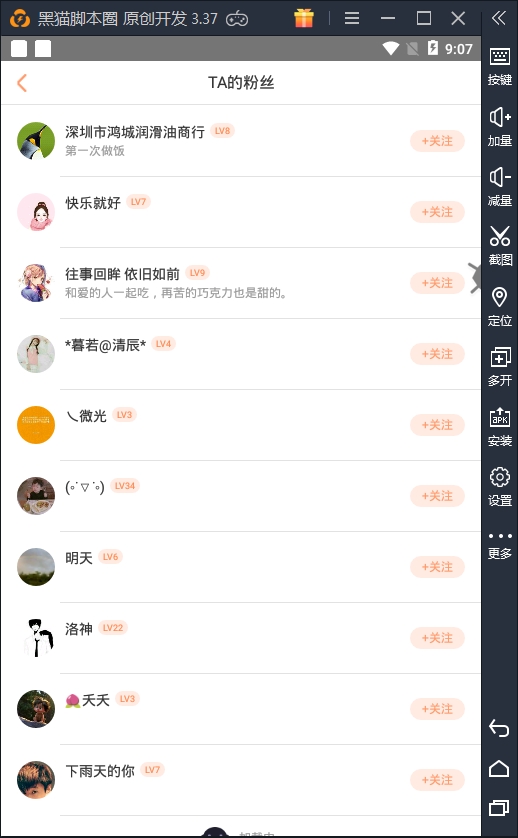 黑猫脚本圈 原创开发 3.37
9:07
TA的粉丝
深圳市鸿城润滑油商行 LV8
第一次做饭
+关注
快乐就好 LV7
+关注
往事回眸 依旧如前 LV9
和爱的人一起吃，再苦的巧克力也是甜的。
+关注
*暮若@清辰* LV4
+关注
㇏微光 LV3
+关注
(⚬˙▽˙⚬) LV34
+关注
明天 LV6
+关注
洛神 LV22
+关注
🍑夭夭 LV3
+关注
下雨天的你 LV7
+关注
按键
加量
减量
截图
定位
多开
APK
安装
设置
更多